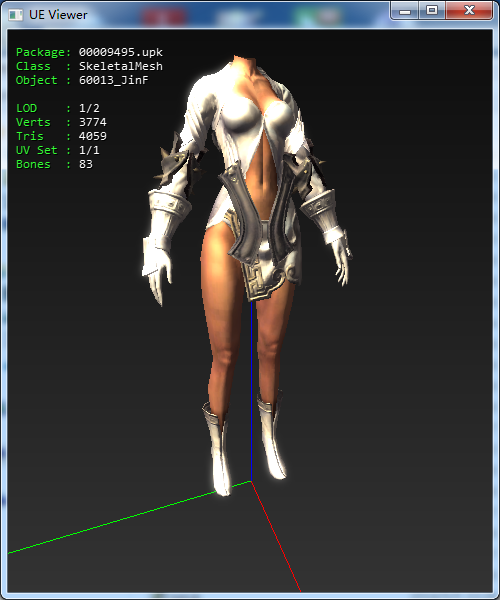 UE Viewer
Package: 00009495.upk
Class : SkeletalMesh
Object : 60013_JinF
LOD : 1/2
Verts : 3774
Tris : 4059
UV Set : 1/1
Bones : 83